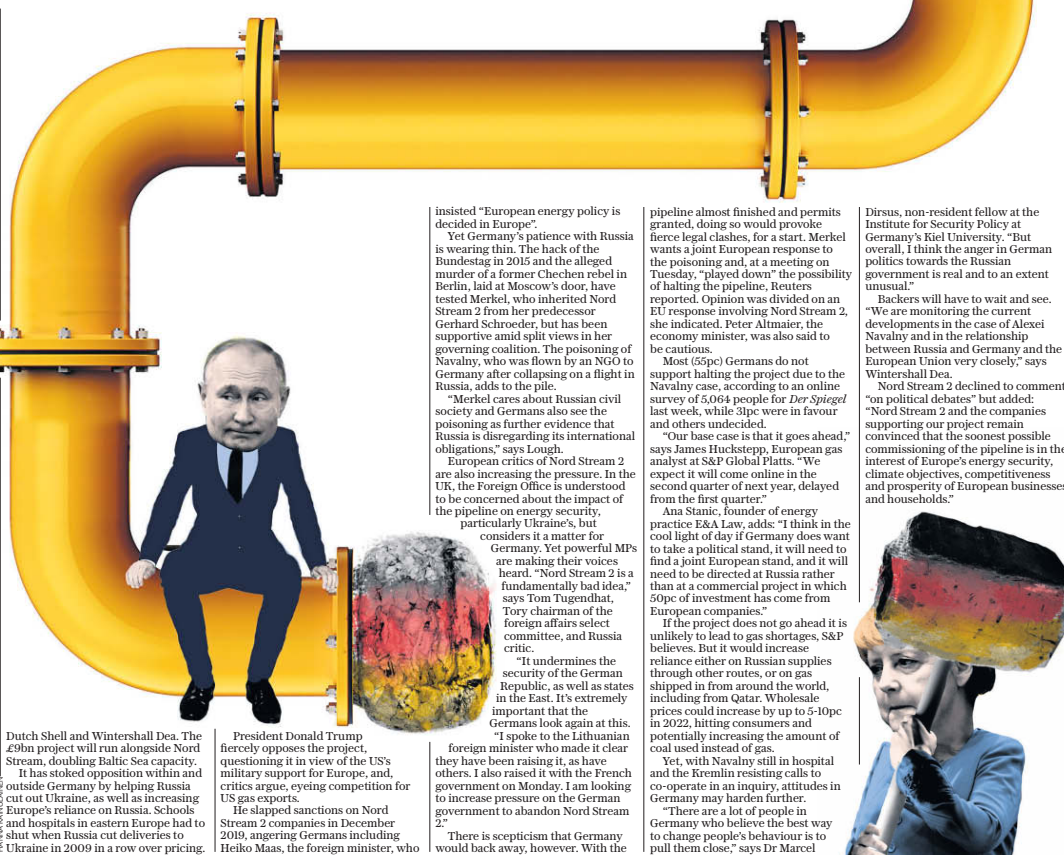 Dutch Shell and Wintershall Dea. The
£9bn project will run alongside Nord
Stream, doubling Baltic Sea capacity.
It has stoked opposition within and
outside Germany by helping Russia
cut out Ukraine, as well as increasing
Europe's reliance on Russia. Schools
and hospitals in eastern Europe had to
shut when Russia cut deliveries to
Ukraine in 2009 in a row over pricing.
President Donald Trump
fiercely opposes the project,
questioning it in view of the US's
military support for Europe, and,
critics argue, eyeing competition for
US gas exports.
He slapped sanctions on Nord
Stream 2 companies in December
2019, angering Germans including
Heiko Maas, the foreign minister, who
insisted "European energy policy is
decided in Europe".
Yet Germany's patience with Russia
is wearing thin. The hack of the
Bundestag in 2015 and the alleged
murder of a former Chechen rebel in
Berlin, laid at Moscow's door, have
tested Merkel, who inherited Nord
Stream 2 from her predecessor
Gerhard Schroeder, but has been
supportive amid split views in her
governing coalition. The poisoning of
Navalny, who was flown by an NGO to
Germany after collapsing on a flight in
Russia, adds to the pile.
"Merkel cares about Russian civil
society and Germans also see the
poisoning as further evidence that
Russia is disregarding its international
obligations," says Lough.
European critics of Nord Stream 2
are also increasing the pressure. In the
UK, the Foreign Office is understood
to be concerned about the impact of
the pipeline on energy security,
particularly Ukraine's, but
considers it a matter for
Germany. Yet powerful MPs
are making their voices
heard. "Nord Stream 2 is a
fundamentally bad idea,"
says Tom Tugendhat,
Tory chairman of the
foreign affairs select
committee, and Russia
critic.
"It undermines the
security of the German
Republic, as well as states
in the East. It's extremely
important that the
Germans look again at this.
"I spoke to the Lithuanian
foreign minister who made it clear
they have been raising it, as have
others. I also raised it with the French
government on Monday. I am looking
to increase pressure on the German
government to abandon Nord Stream
2."
There is scepticism that Germany
would back away, however. With the
pipeline almost finished and permits
granted, doing so would provoke
fierce legal clashes, for a start. Merkel
wants a joint European response to
the poisoning and, at a meeting on
Tuesday, "played down" the possibility
of halting the pipeline, Reuters
reported. Opinion was divided on an
EU response involving Nord Stream 2,
she indicated. Peter Altmaier, the
economy minister, was also said to
be cautious.
Most (55pc) Germans do not
support halting the project due to the
Navalny case, according to an online
survey of 5,064 people for Der Spiegel
last week, while 31pc were in favour
and others undecided.
"Our base case is that it goes ahead,"
says James Huckstepp, European gas
analyst at S&P Global Platts. "We
expect it will come online in the
second quarter of next year, delayed
from the first quarter."
Ana Stanic, founder of energy
practice E&A Law, adds: "I think in the
cool light of day if Germany does want
to take a political stand, it will need to
find a joint European stand, and it will
need to be directed at Russia rather
than at a commercial project in which
50pc of investment has come from
European companies."
If the project does not go ahead it is
unlikely to lead to gas shortages, S&P
believes. But it would increase
reliance either on Russian supplies
through other routes, or on gas
shipped in from around the world,
including from Qatar. Wholesale
prices could increase by up to 5-10pc
in 2022, hitting consumers and
potentially increasing the amount of
coal used instead of gas.
Yet, with Navalny still in hospital
and the Kremlin resisting calls to
co-operate in an inquiry, attitudes in
Germany may harden further.
"There are a lot of people in
Germany who believe the best way
to change people's behaviour is to
pull them close," says Dr Marcel
Dirsus, non-resident fellow at the
Institute for Security Policy at
Germany's Kiel University. "But
overall, I think the anger in German
politics towards the Russian
government is real and to an extent
unusual."
Backers will have to wait and see.
"We are monitoring the current
developments in the case of Alexei
Navalny and in the relationship
between Russia and Germany and the
European Union very closely," says
Wintershall Dea.
Nord Stream 2 declined to comment
"on political debates" but added:
"Nord Stream 2 and the companies
supporting our project remain
convinced that the soonest possible
commissioning of the pipeline is in the
interest of Europe's energy security,
climate objectives, competitiveness
and prosperity of European businesses
and households."